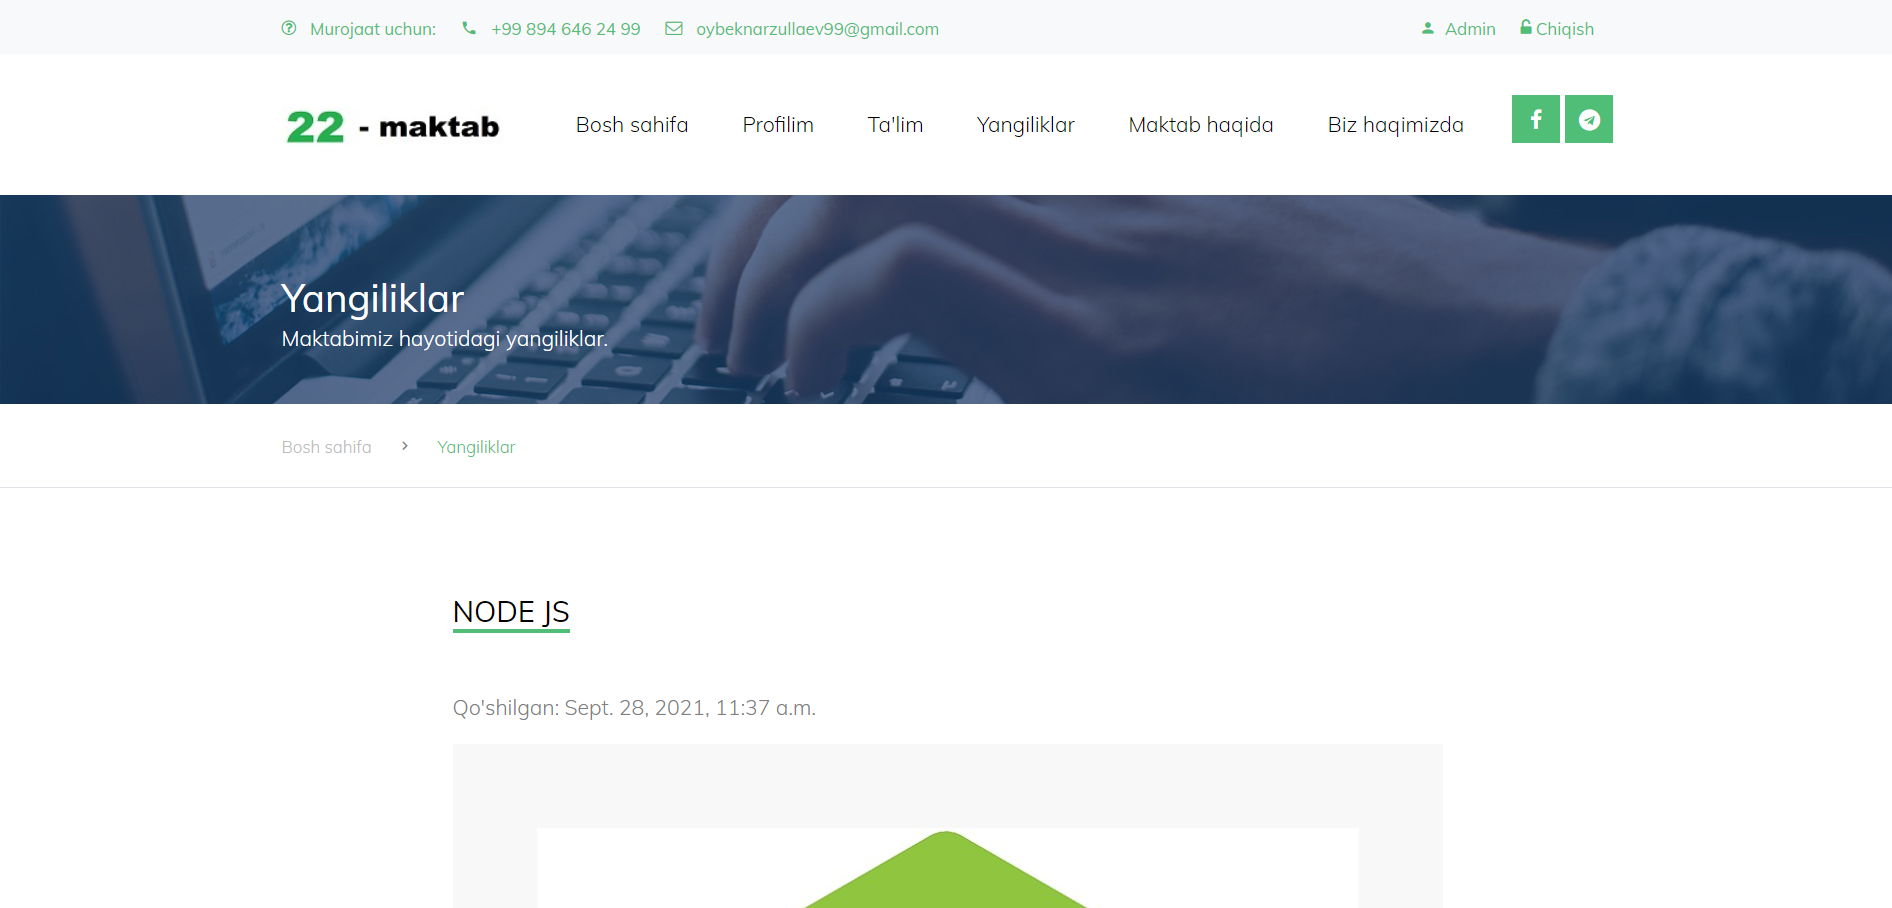 Murojaat uchun: +99 894 646 24 99 oybeknarzullaev99@gmail.com Admin Chiqish
22 - maktab Bosh sahifa Profilim Ta'lim Yangiliklar Maktab haqida Biz haqimizda
Yangiliklar
Maktabimiz hayotidagi yangiliklar.
Bosh sahifa > Yangiliklar
NODE JS
Qo'shilgan: Sept. 28, 2021, 11:37 a.m.